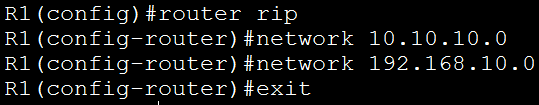 R1(config)#router rip
R1(config-router)#network 10.10.10.0
R1(config-router)#network 192.168.10.0
R1(config-router)#exit